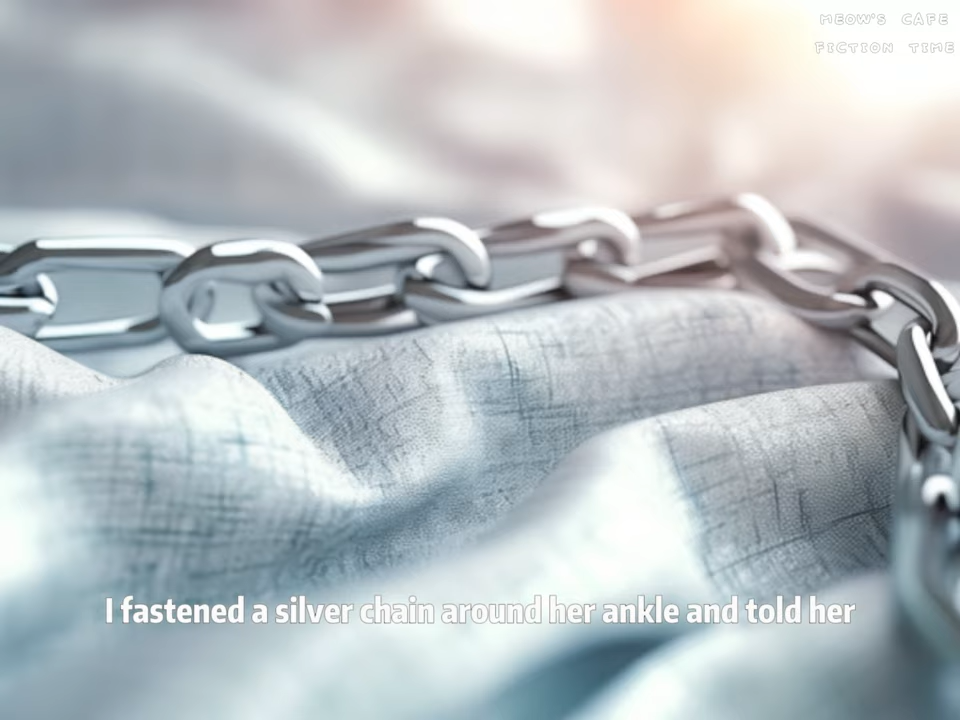 MEOW'S CAFE
FICTION TIME
I fastened a silver chain around her ankle and told her